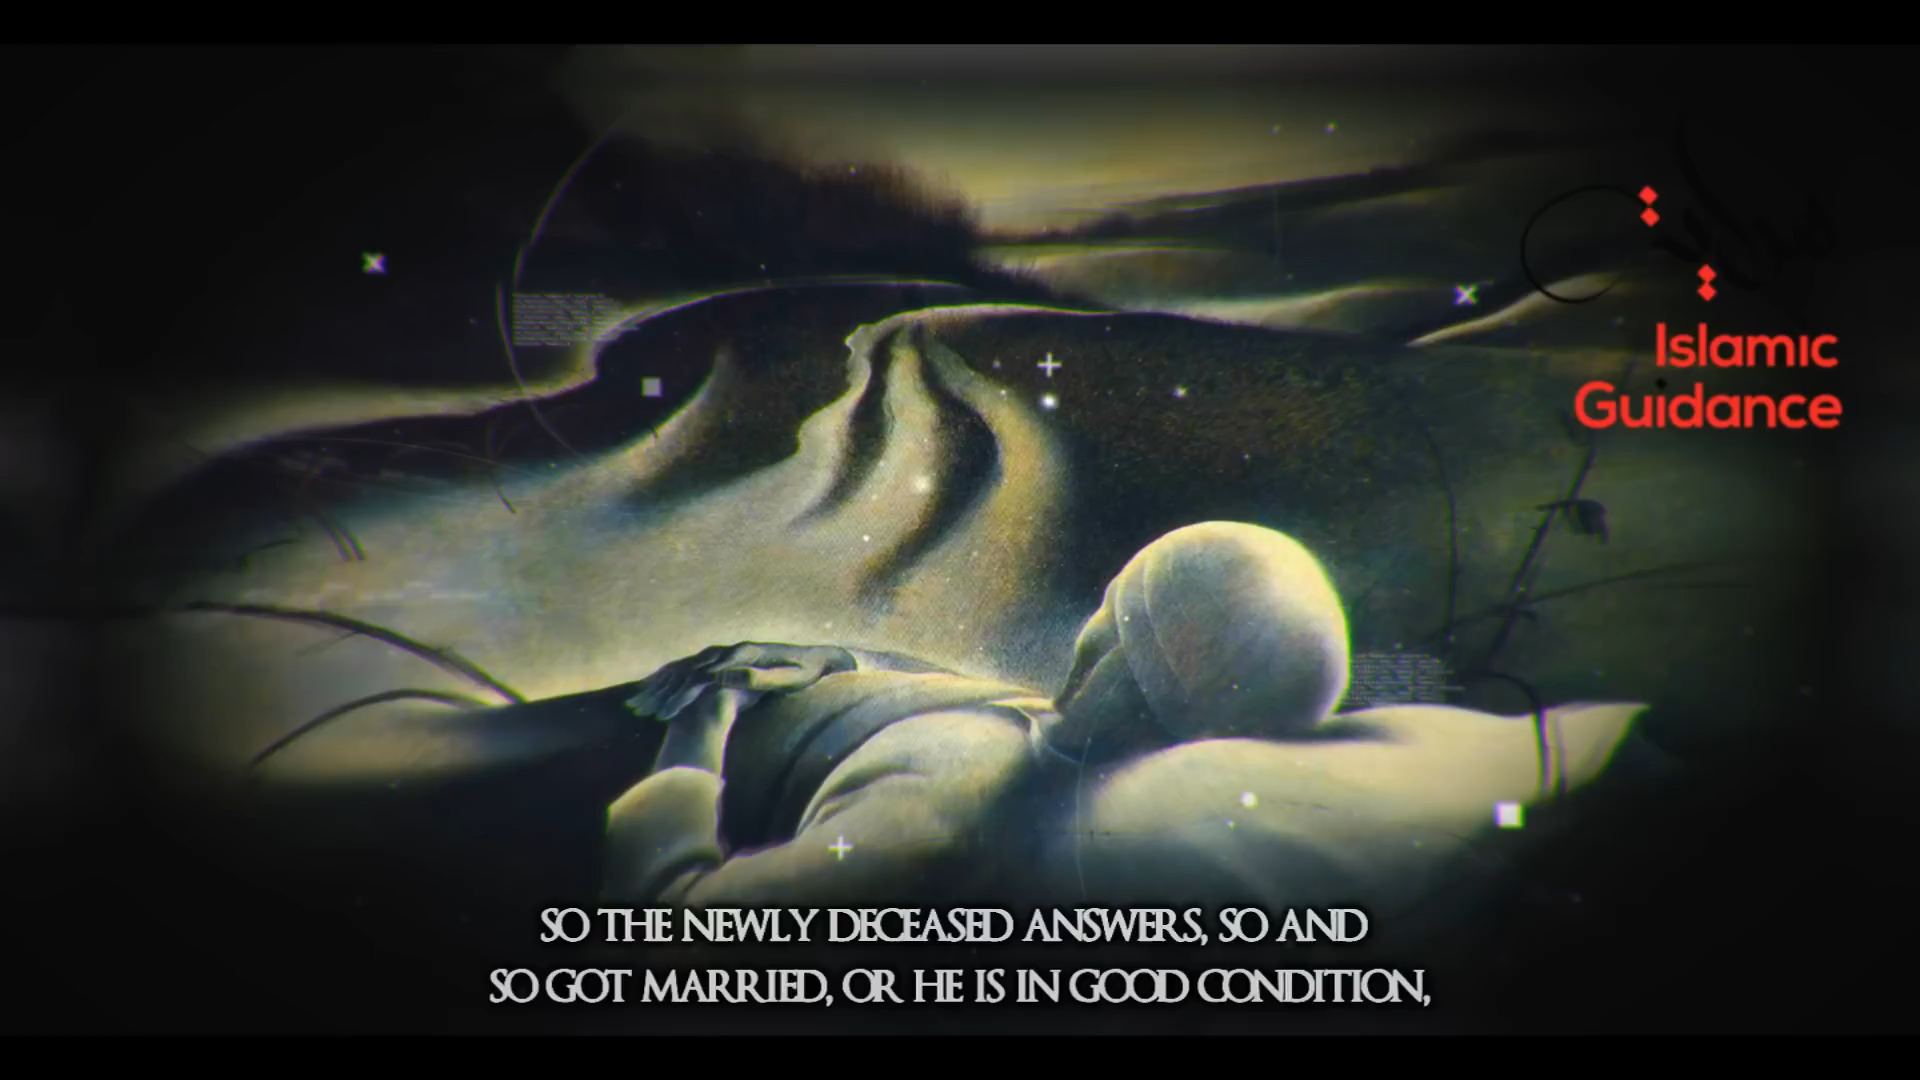 Islamic
Guidance
SO THE NEWLY DECEASED ANSWERS, SO AND
SO GOT MARRIED, OR HE IS IN GOOD CONDITION,